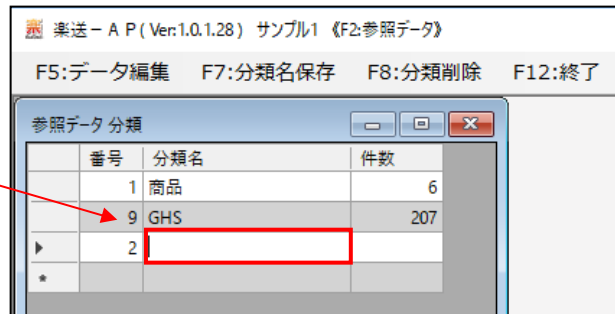 楽送－ＡＰ( Ver:1.0.1.28 ) サンプル1 《F2:参照データ》
F5:データ編集 F7:分類名保存 F8:分類削除 F12:終了
参照データ 分類
番号 分類名 件数
1 商品 6
9 GHS 207
2
*